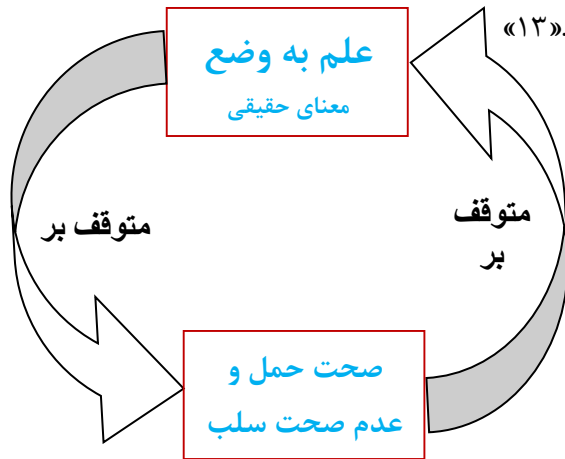 «۱۳».
علم به وضع
معنای حقیقی
متوقف
بر
متوقف بر
صحت حمل و
عدم صحت سلب